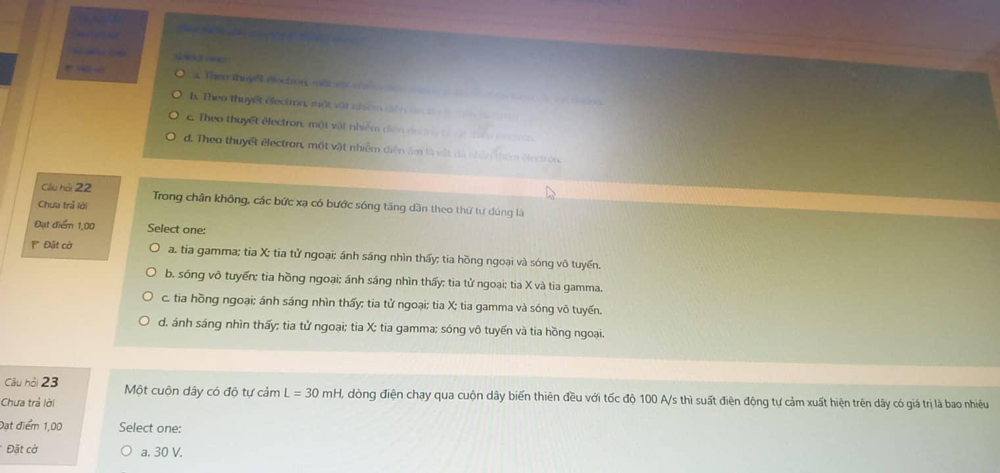 a. Theo thuyết êlectron, một vật
b. Theo thuyết êlectron, một vật nhiễm điện
c. Theo thuyết êlectron, một vật nhiễm điện
d. Theo thuyết êlectron, một vật nhiễm điện âm là vật đã nhận thêm êlectron.
Câu hỏi 22
Chưa trả lời
Đạt điểm 1,00
Đặt cờ
Trong chân không, các bức xạ có bước sóng tăng dần theo thứ tự đúng là
Select one:
a. tia gamma; tia X; tia tử ngoại; ánh sáng nhìn thấy; tia hồng ngoại và sóng vô tuyến.
b. sóng vô tuyến; tia hồng ngoại; ánh sáng nhìn thấy; tia tử ngoại; tia X và tia gamma.
c. tia hồng ngoại; ánh sáng nhìn thấy; tia tử ngoại; tia X; tia gamma và sóng vô tuyến.
d. ánh sáng nhìn thấy; tia tử ngoại; tia X; tia gamma; sóng vô tuyến và tia hồng ngoại.
Câu hỏi 23
Chưa trả lời
Đạt điểm 1,00
Đặt cờ
Một cuộn dây có độ tự cảm L = 30 mH, dòng điện chạy qua cuộn dây biến thiên đều với tốc độ 100 A/s thì suất điện động tự cảm xuất hiện trên dây có giá trị là bao nhiêu
Select one:
a. 30 V.